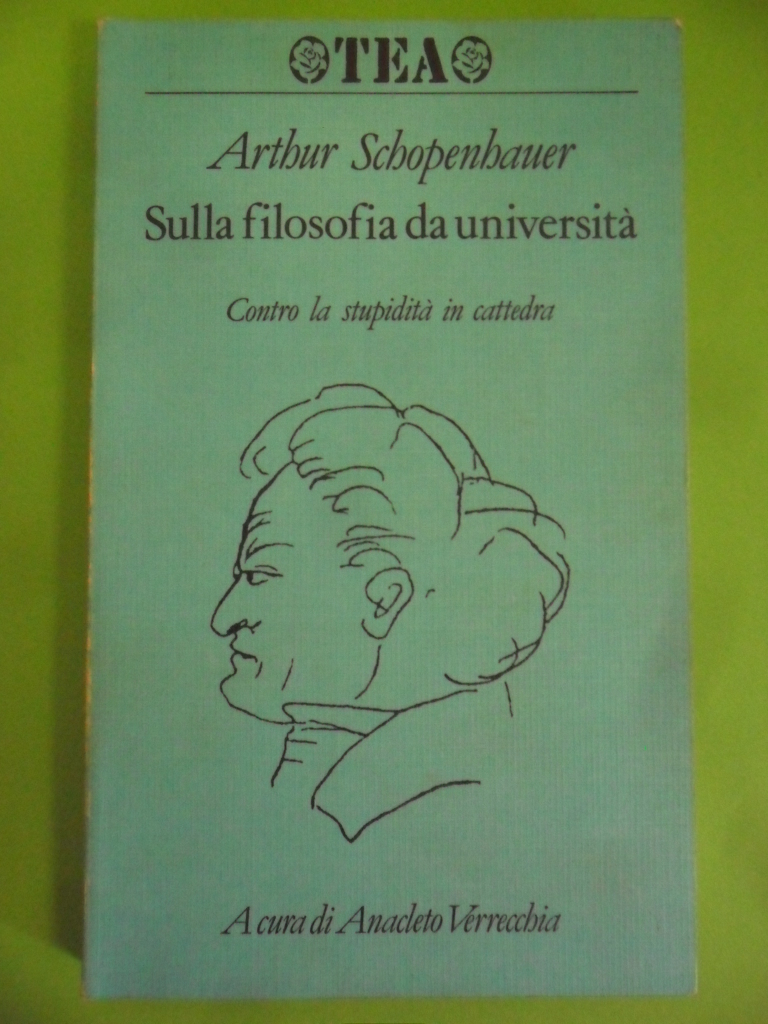 TEA
Arthur Schopenhauer
Sulla filosofia da università
Contro la stupidità in cattedra
A cura di Anacleto Verrecchia